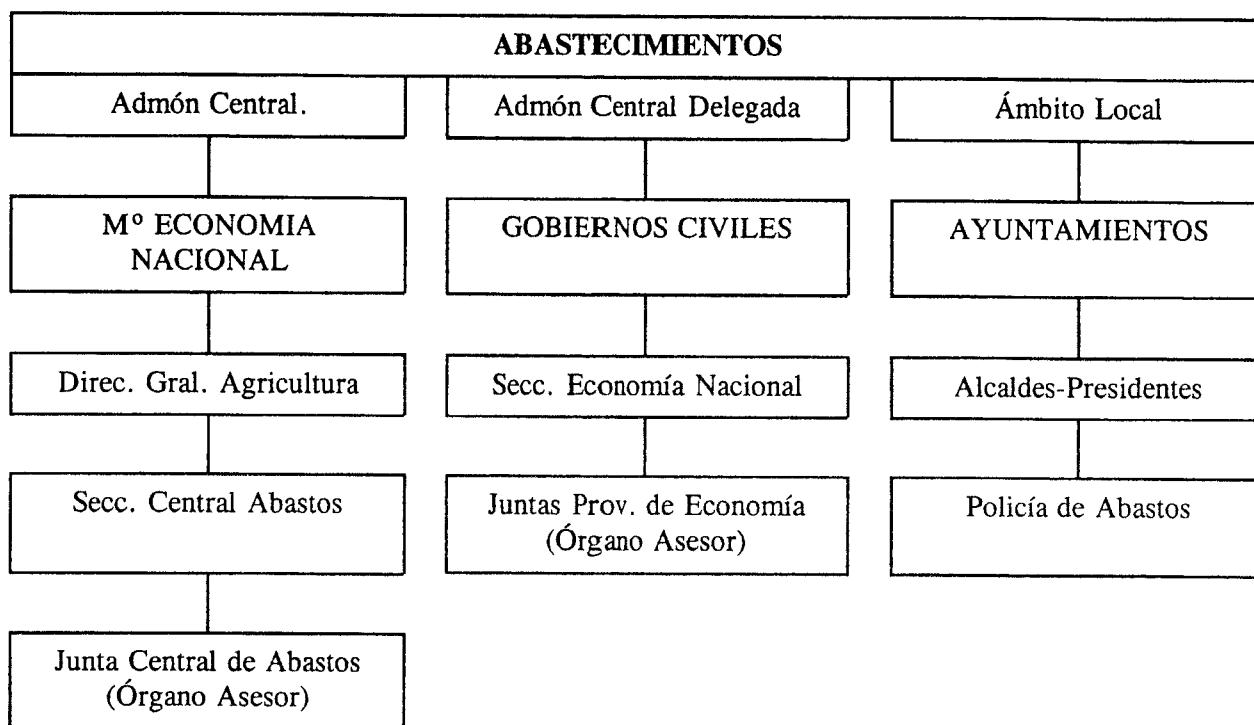 ABASTECIMIENTOS
Admón Central.
Admón Central Delegada
Ámbito Local
Mº ECONOMIA
NACIONAL
GOBIERNOS CIVILES
AYUNTAMIENTOS
Direc. Gral. Agricultura
Secc. Economía Nacional
Alcaldes-Presidentes
Secc. Central Abastos
Juntas Prov. de Economía
(Órgano Asesor)
Policía de Abastos
Junta Central de Abastos
(Órgano Asesor)